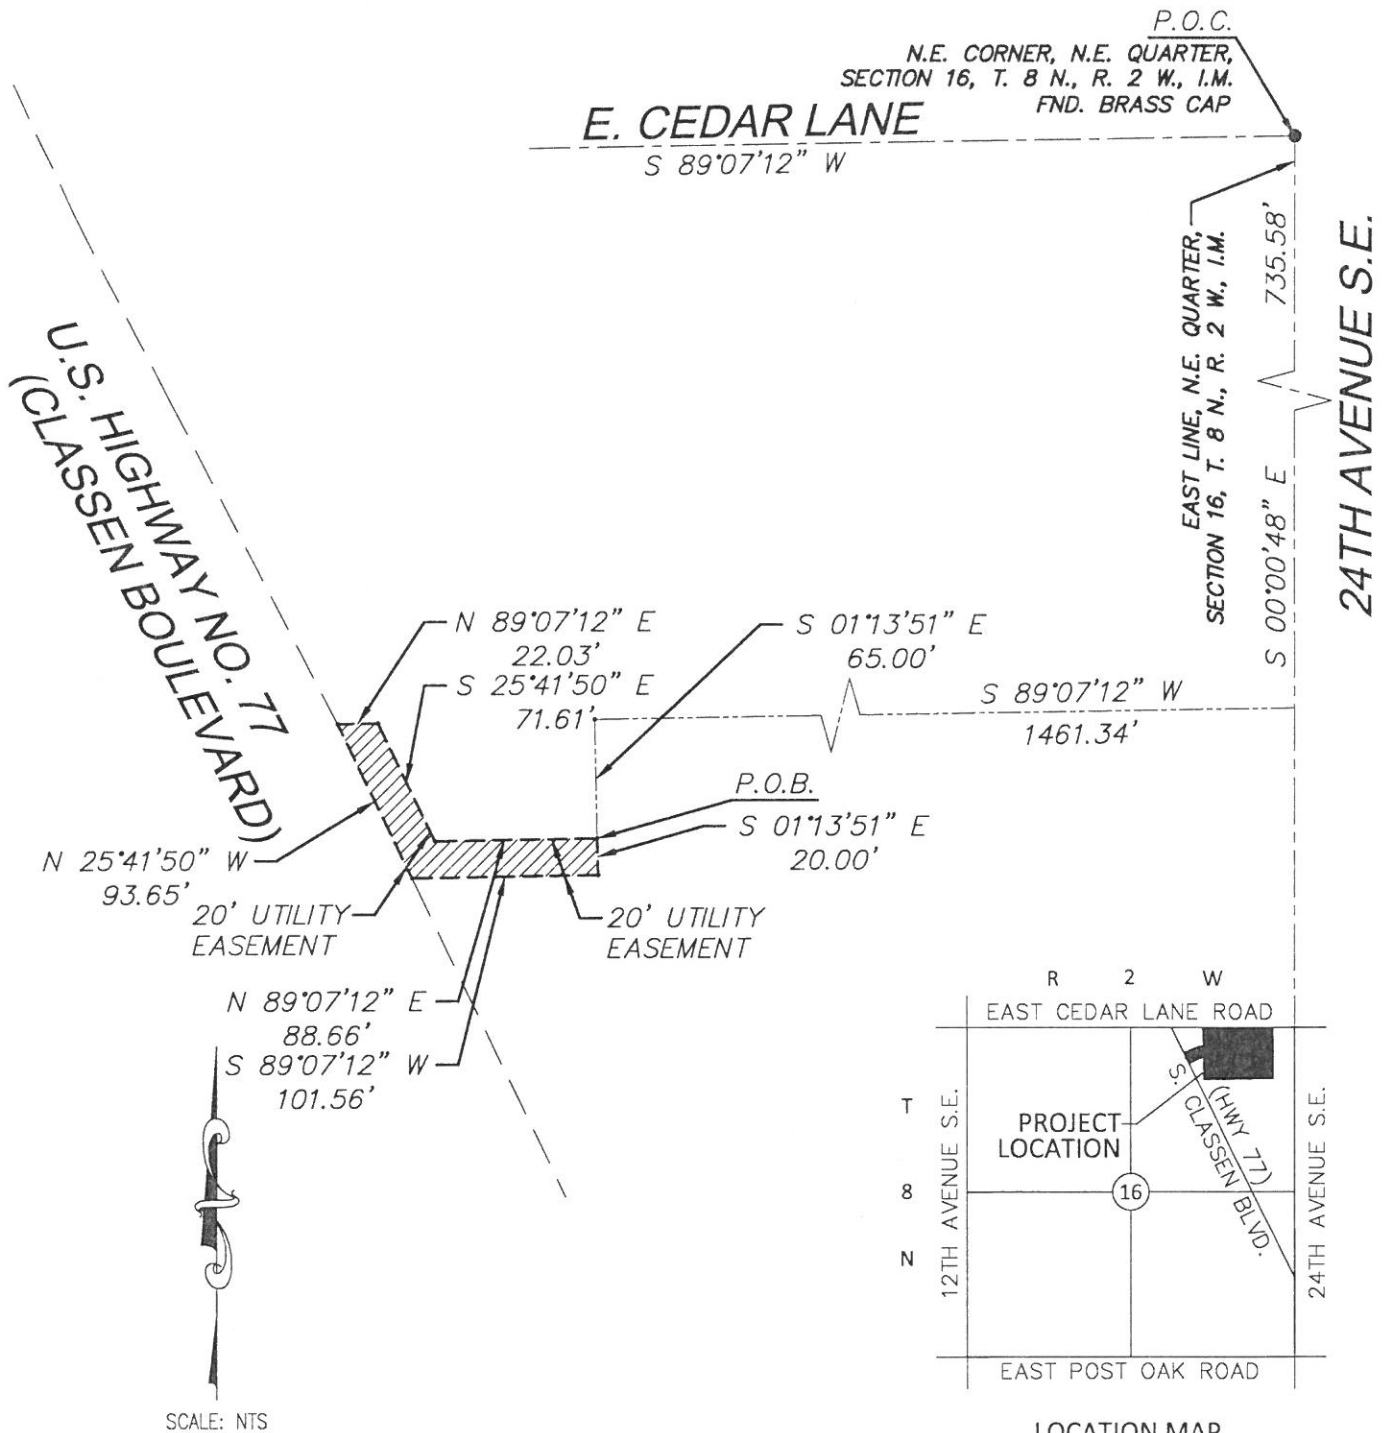 P.O.C.
N.E. CORNER, N.E. QUARTER,
SECTION 16, T. 8 N., R. 2 W., I.M.
FND. BRASS CAP
E. CEDAR LANE
S 89°07'12" W
EAST LINE, N.E. QUARTER,
SECTION 16, T. 8 N., R. 2 W., I.M.
735.58'
S 00°00'48" E
24TH AVENUE S.E.
U.S. HIGHWAY NO. 77
(CLASSEN BOULEVARD)
N 89°07'12" E
22.03'
S 25°41'50" E
71.61'
S 01°13'51" E
65.00'
S 89°07'12" W
1461.34'
P.O.B.
S 01°13'51" E
20.00'
N 25°41'50" W
93.65'
20' UTILITY
EASEMENT
20' UTILITY
EASEMENT
N 89°07'12" E
88.66'
S 89°07'12" W
101.56'
SCALE: NTS
R 2 W
EAST CEDAR LANE ROAD
T
8
N
12TH AVENUE S.E.
PROJECT
LOCATION
(HWY 77)
S. CLASSEN BLVD.
16
24TH AVENUE S.E.
EAST POST OAK ROAD
LOCATION MAP